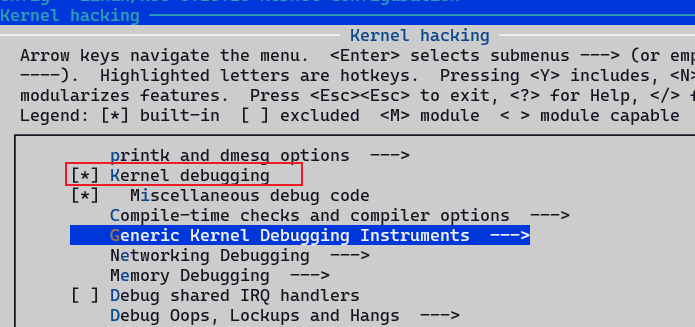 Kernel hacking
Kernel hacking
Arrow keys navigate the menu. <Enter> selects submenus ---> (or emp
----). Highlighted letters are hotkeys. Pressing <Y> includes, <N>
modularizes features. Press <Esc><Esc> to exit, <?> for Help, </> f
Legend: [*] built-in [ ] excluded <M> module < > module capable
printk and dmesg options --->
[*] Kernel debugging
[*] Miscellaneous debug code
Compile-time checks and compiler options --->
Generic Kernel Debugging Instruments --->
Networking Debugging --->
Memory Debugging --->
[ ] Debug shared IRQ handlers
Debug Oops, Lockups and Hangs --->